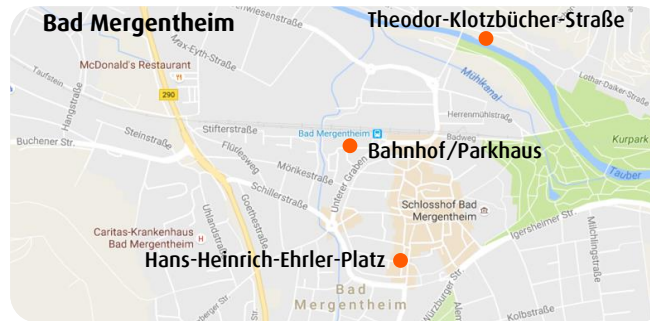 Bad Mergentheim
Theodor-Klotzbücher-Straße
Max-Eyth-Straße
McDonald's Restaurant
Taufstein
Hangstraße
290
Mühlkanal
Lothar-Daiker-Straße
Herrenmühlstraße
Buchener Str.
Steinstraße
Stifterstraße
Bad Mergentheim
Badweg
Kurpark
Flürlesweg
Bahnhof/Parkhaus
Mörikestraße
Unterer Graben
Tauber
Schillerstraße
Goethestraße
Uhlandstraße
Schlosshof Bad
Mergentheim
Igersheimer Str.
Caritas-Krankenhaus
Bad Mergentheim
H
Milchlingstraße
Hans-Heinrich-Ehrler-Platz
Würzburger Str.
Bad
Mergentheim
Kolbstraße